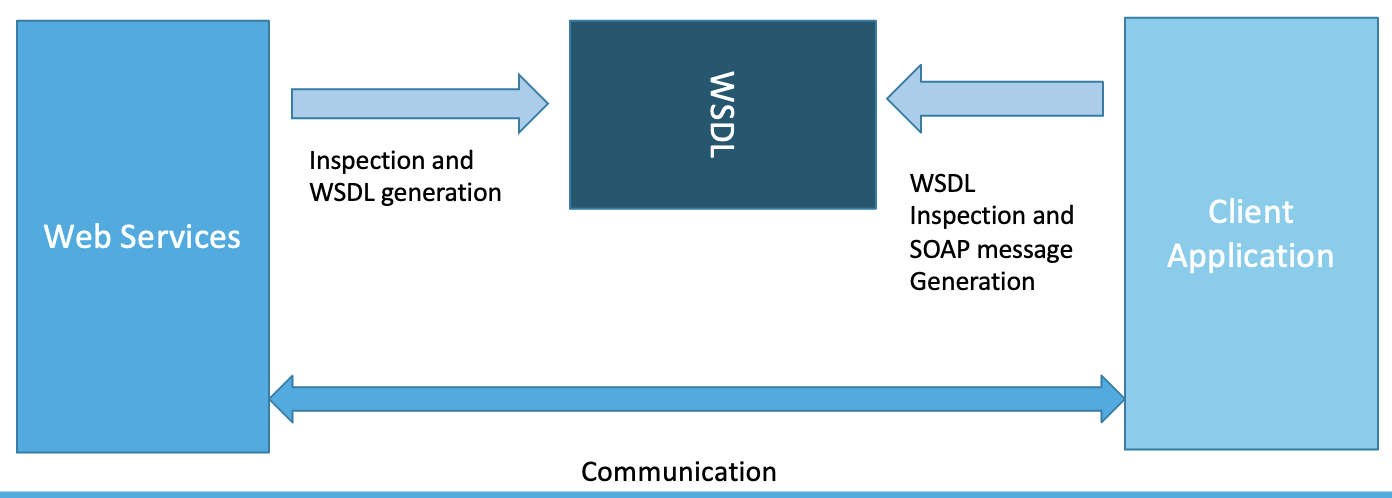 Web Services
Inspection and
WSDL generation
WSDL
WSDL
Inspection and
SOAP message
Generation
Client
Application
Communication